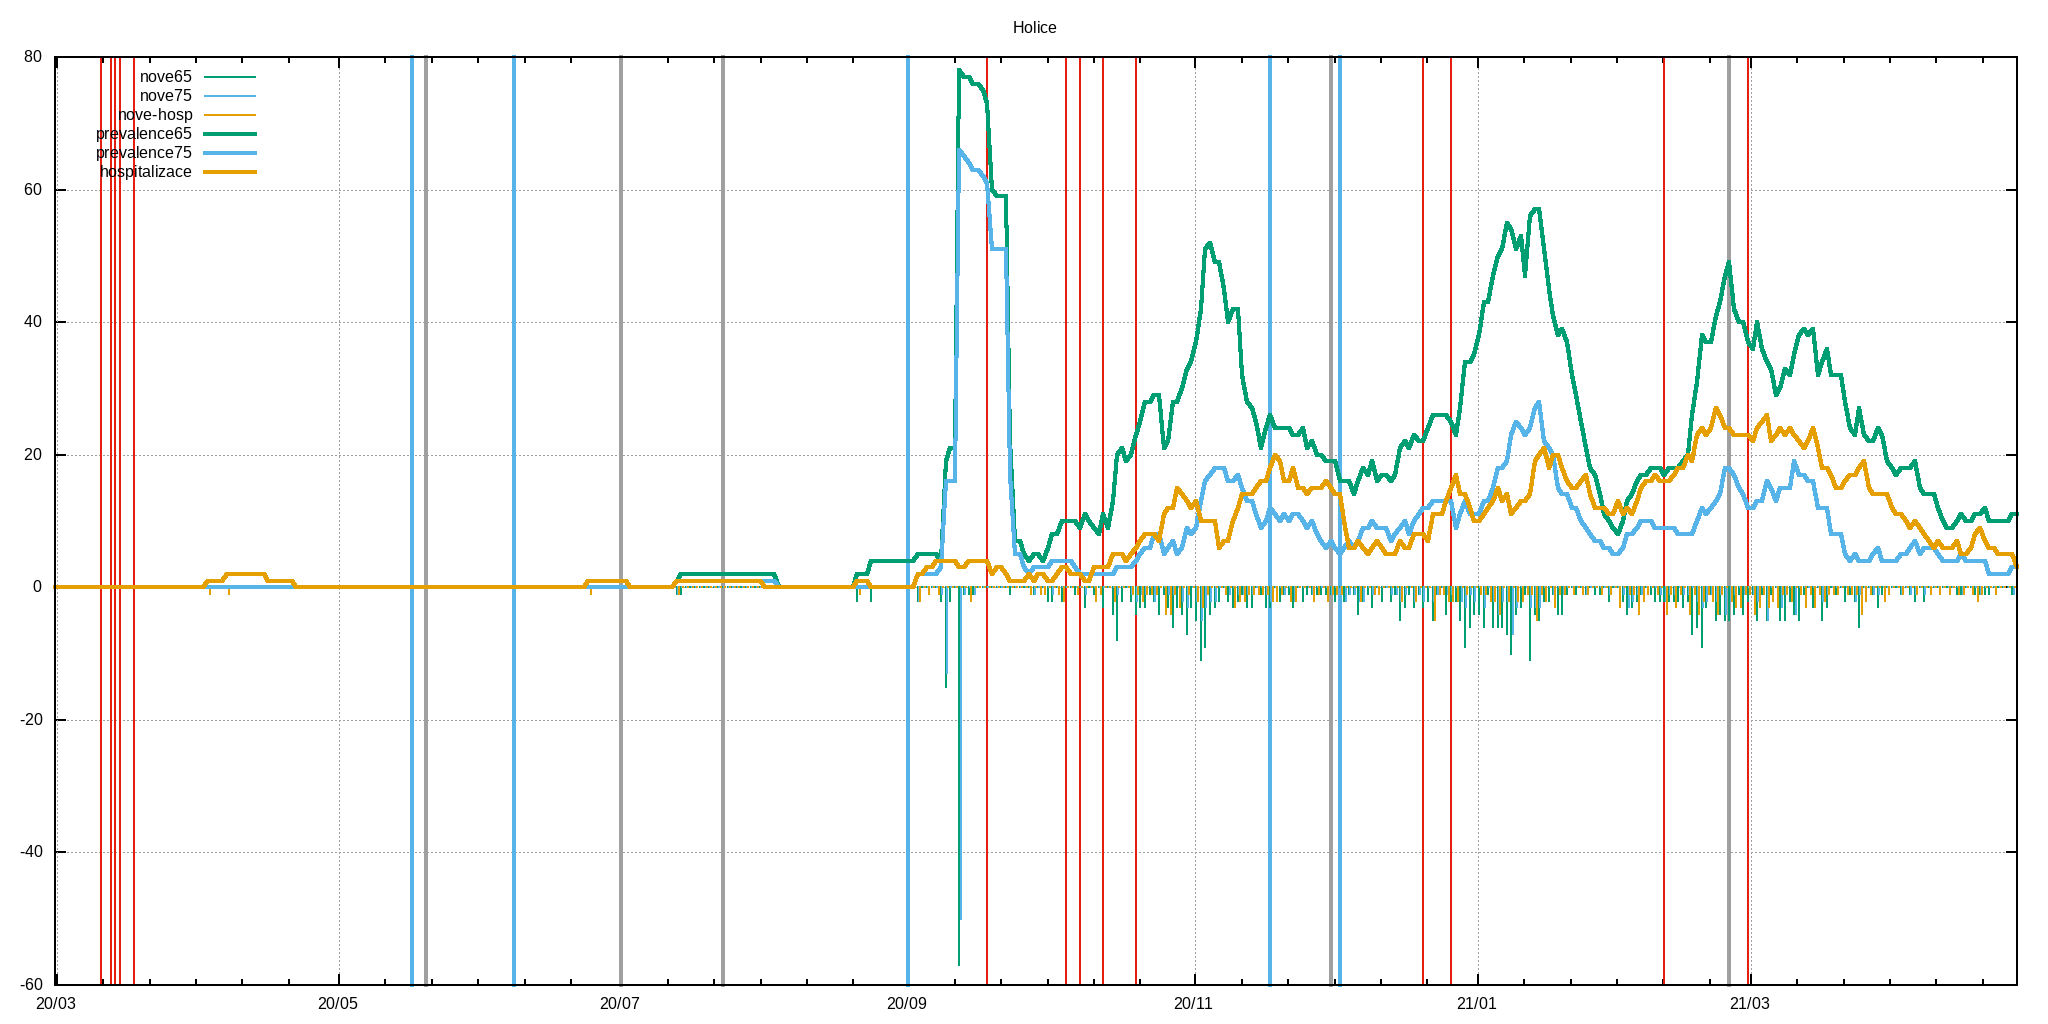 Holice
80
60
40
20
0
-20
-40
-60
nove65
nove75
nove-hosp
prevalence65
prevalence75
hospitalizace
20/03 20/05 20/07 20/09 20/11 21/01 21/03